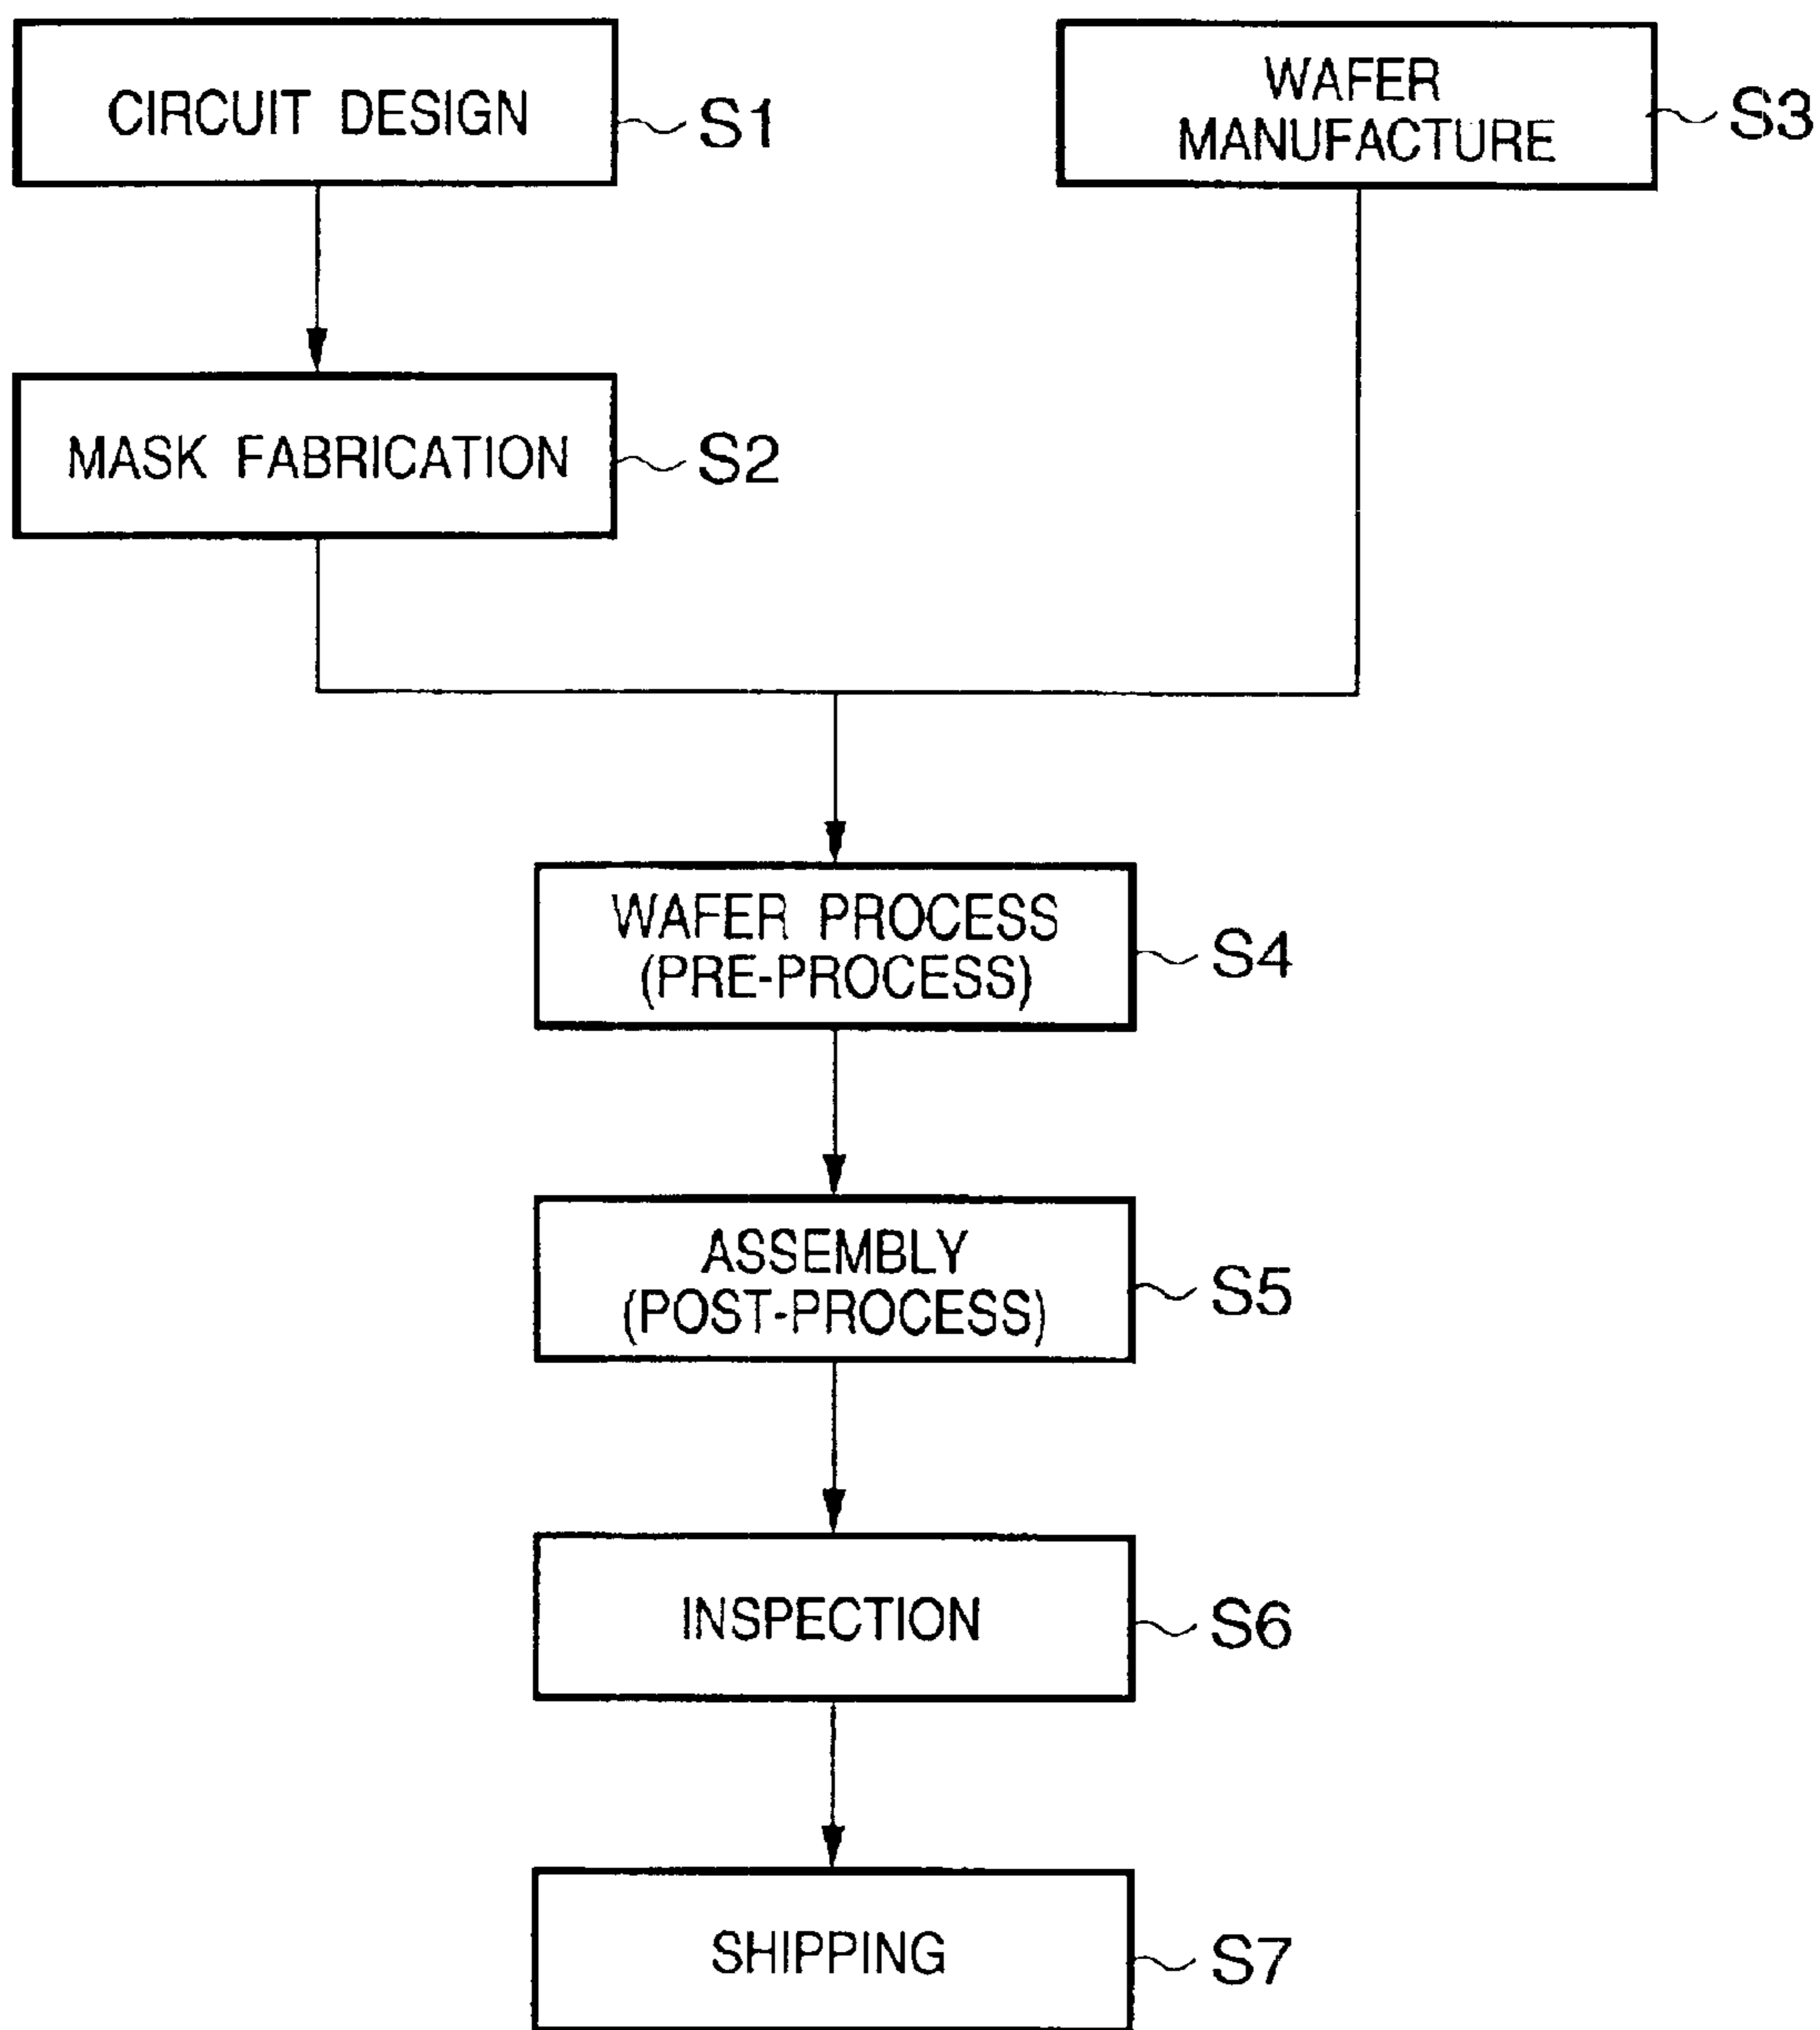 CIRCUIT DESIGN
S1
WAFER
MANUFACTURE
S3
MASK FABRICATION
S2
WAFER PROCESS
(PRE-PROCESS)
S4
ASSEMBLY
(POST-PROCESS)
S5
INSPECTION
S6
SHIPPING
S7